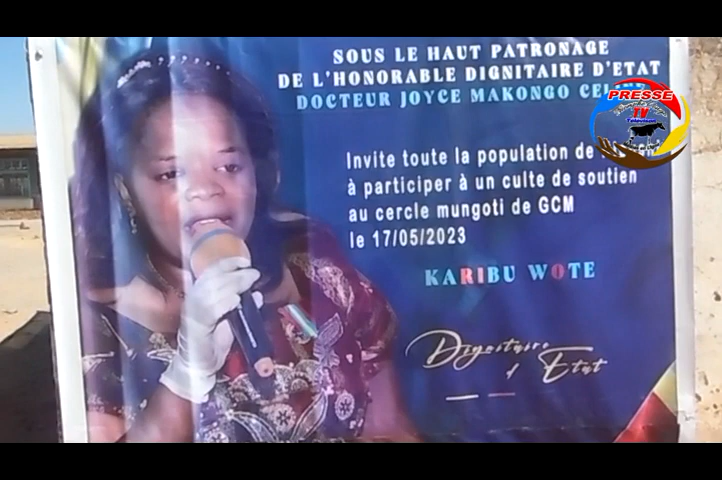 SOUS LE HAUT PATRONAGE
DE L'HONORABLE DIGNITAIRE D'ETAT
DOCTEUR JOYCE MAKONGO
PRESSE
TV
Invite toute la population de
à participer à un culte de soutien
au cercle mungoti de GCM
le 17/05/2023
KARIBU WOTE
Dignitaire
d'Etat